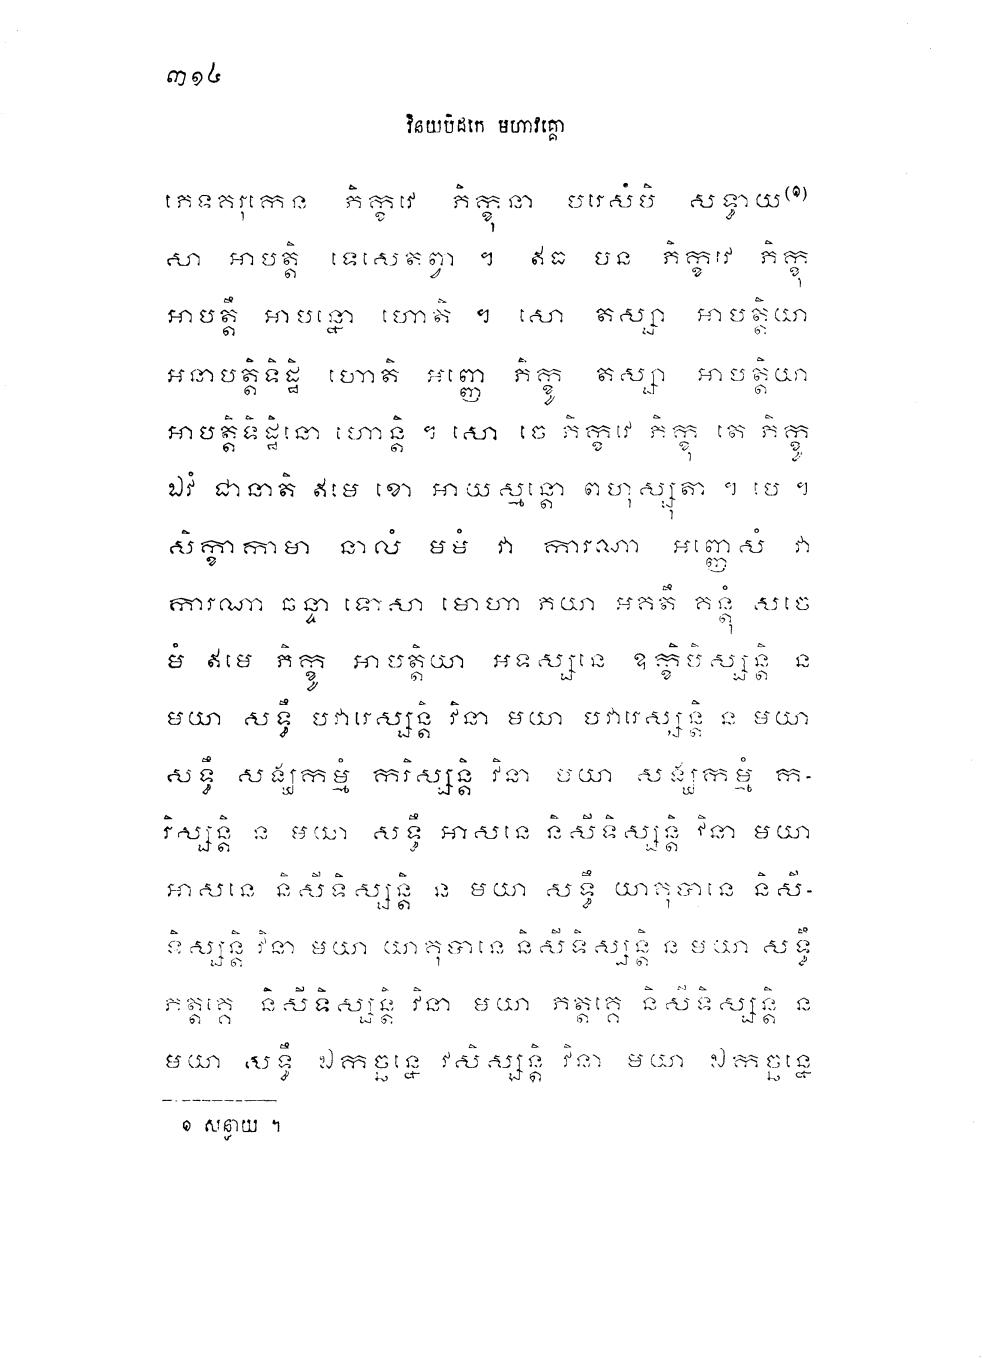 ៣១៤
វិនយបិដកេ មហាវគ្គោ
ភេទគរុកេន ភិក្ខវេ ភិក្ខុនា បរេសំបិ សទ្ធាយ(១)
សា អាបត្តិ ទេសេតព្វា ។ ឥធ បន ភិក្ខវេ ភិក្ខុ
អាបត្តឹ អាបន្នោ ហោតិ ។ សោ តស្សា អាបត្តិយា
អនាបត្តិទិដ្ឋិ ហោតិ អញ្ញេ ភិក្ខូ តស្សា អាបត្តិយា
អាបត្តិទិដ្ឋិនោ ហោន្តិ ។ សោ ចេ ភិក្ខវេ ភិក្ខុ តេ ភិក្ខូ
ឯវំ ជានាតិ ឥមេ ខោ អាយស្មន្តោ ពហុស្សុតា ។ បេ ។
សិក្ខាកាមា នាលំ មមំ វា ការណា អញ្ញេសំ វា
ការណា ឆន្ទា ទោសា មោហា ភយា អគតឹ គន្តុំ សចេ
មំ ឥមេ ភិក្ខូ អាបត្តិយា អទស្សនេ ឧក្ខិបិស្សន្តិ ន
មយា សទ្ធឹ បវារេស្សន្តិ វិនា មយា បវារេស្សន្តិ ន មយា
សទ្ធឹ សង្ឃកម្មំ ករិស្សន្តិ វិនា មយា សង្ឃកម្មំ ក-
រិស្សន្តិ ន មយា សទ្ធឹ អាសនេ និសីទិស្សន្តិ វិនា មយា
អាសនេ និសីទិស្សន្តិ ន មយា សទ្ធឹ យាគុបានេ និសី-
ទិស្សន្តិ វិនា មយា យាគុបានេ និសីទិស្សន្តិ ន មយា សទ្ធឹ
ភត្តគ្គេ និសីទិស្សន្តិ វិនា មយា ភត្តគ្គេ និសីទិស្សន្តិ ន
មយា សទ្ធឹ ឯកច្ឆន្នេ វសិស្សន្តិ វិនា មយា ឯកច្ឆន្នេ
១ សន្ធាយ ។